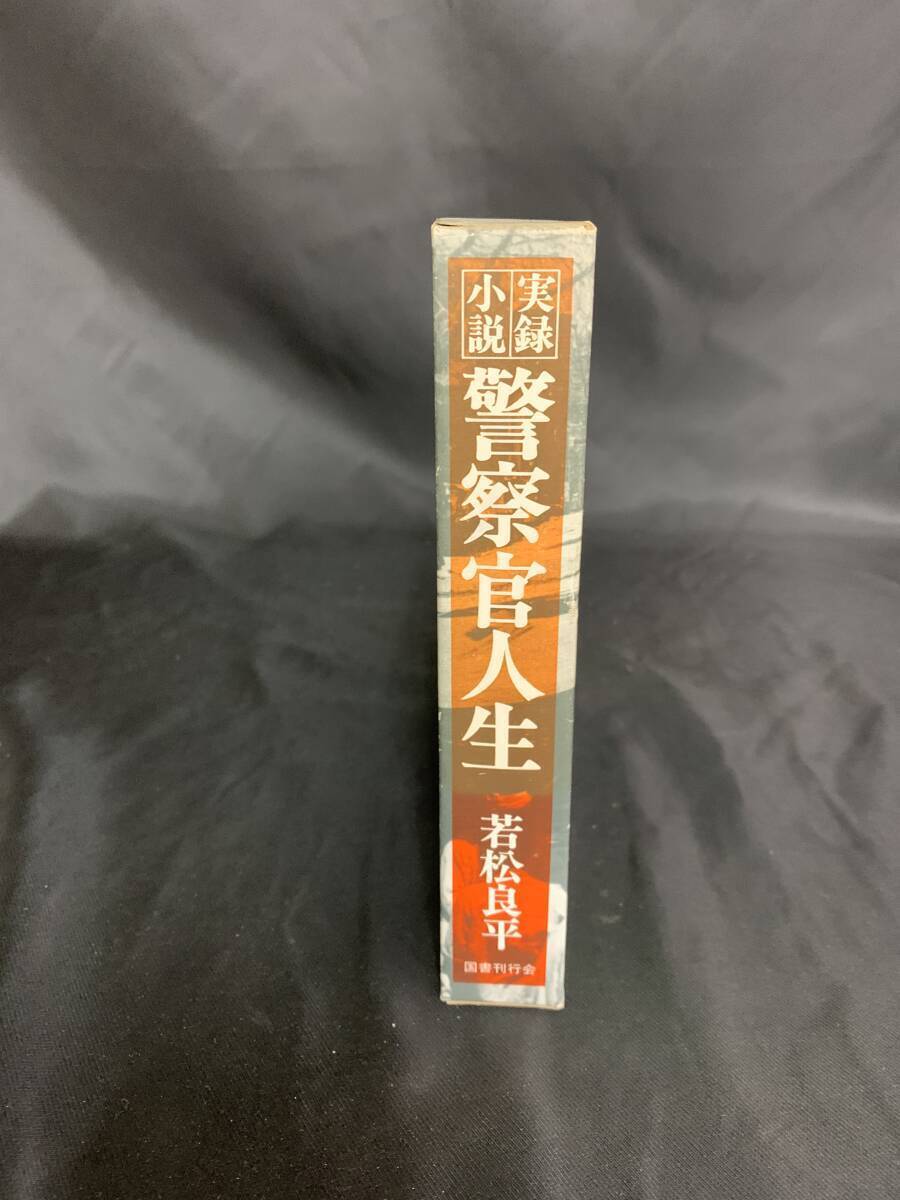 実録
小説
警察官人生
若松良平
国書刊行会